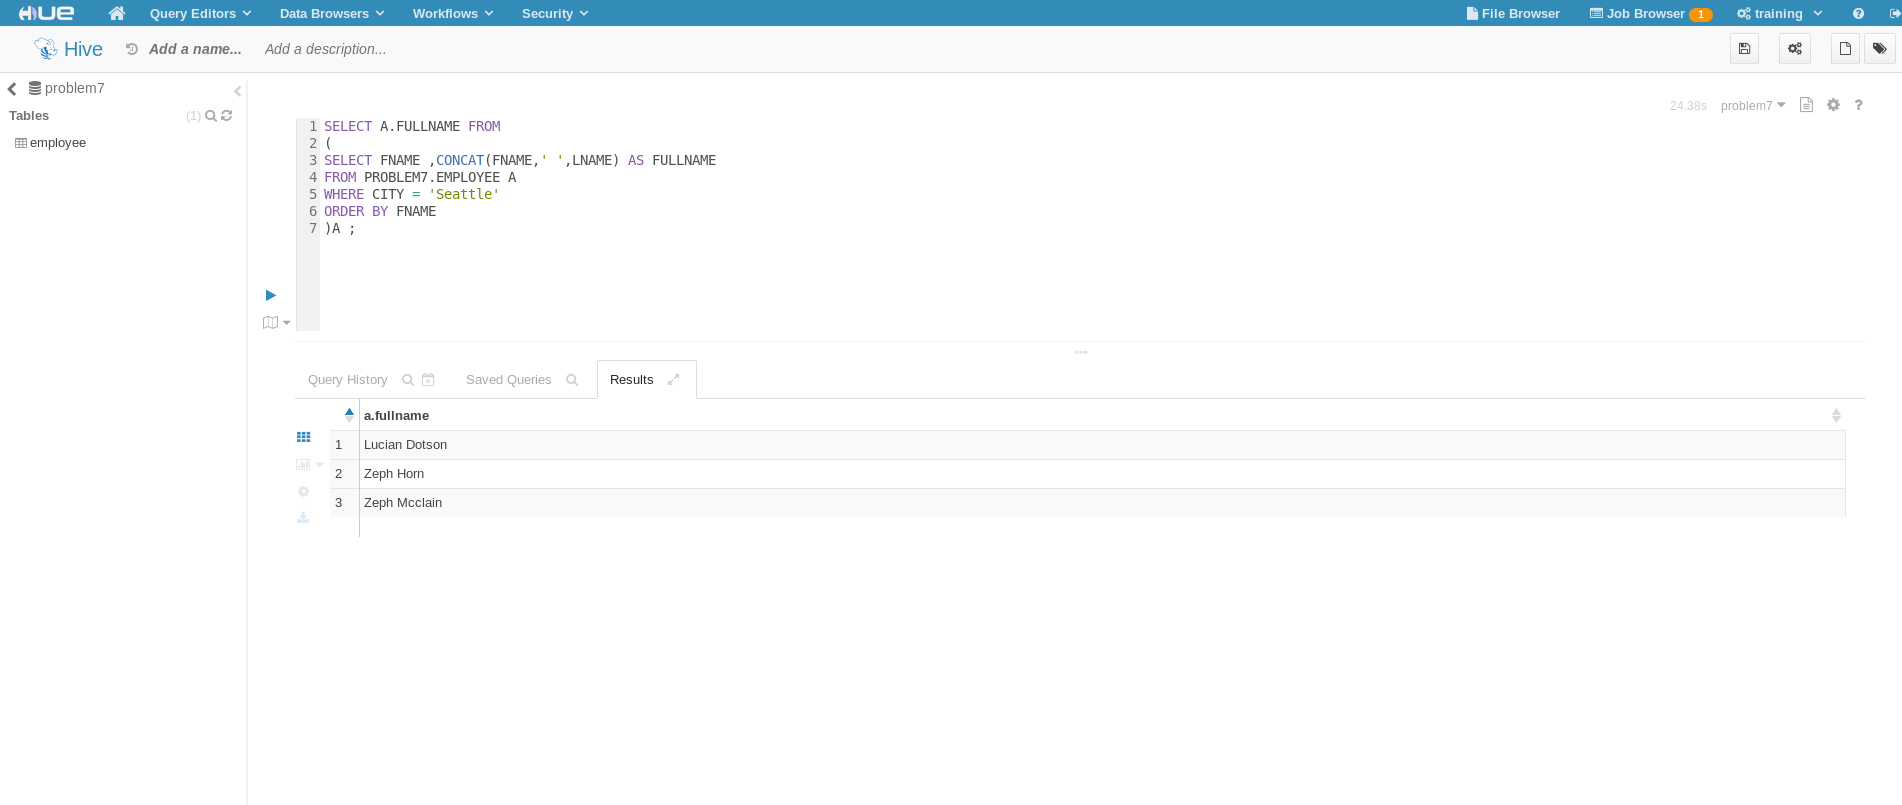 HUE Query Editors Data Browsers Workflows Security File Browser Job Browser 1 training
Hive Add a name... Add a description...
problem7
Tables (1)
employee
24.38s problem7 ?
1 SELECT A.FULLNAME FROM
2 (
3 SELECT FNAME ,CONCAT(FNAME,' ',LNAME) AS FULLNAME
4 FROM PROBLEM7.EMPLOYEE A
5 WHERE CITY = 'Seattle'
6 ORDER BY FNAME
7 )A ;
Query History Saved Queries Results
a.fullname
1 Lucian Dotson
2 Zeph Horn
3 Zeph Mcclain